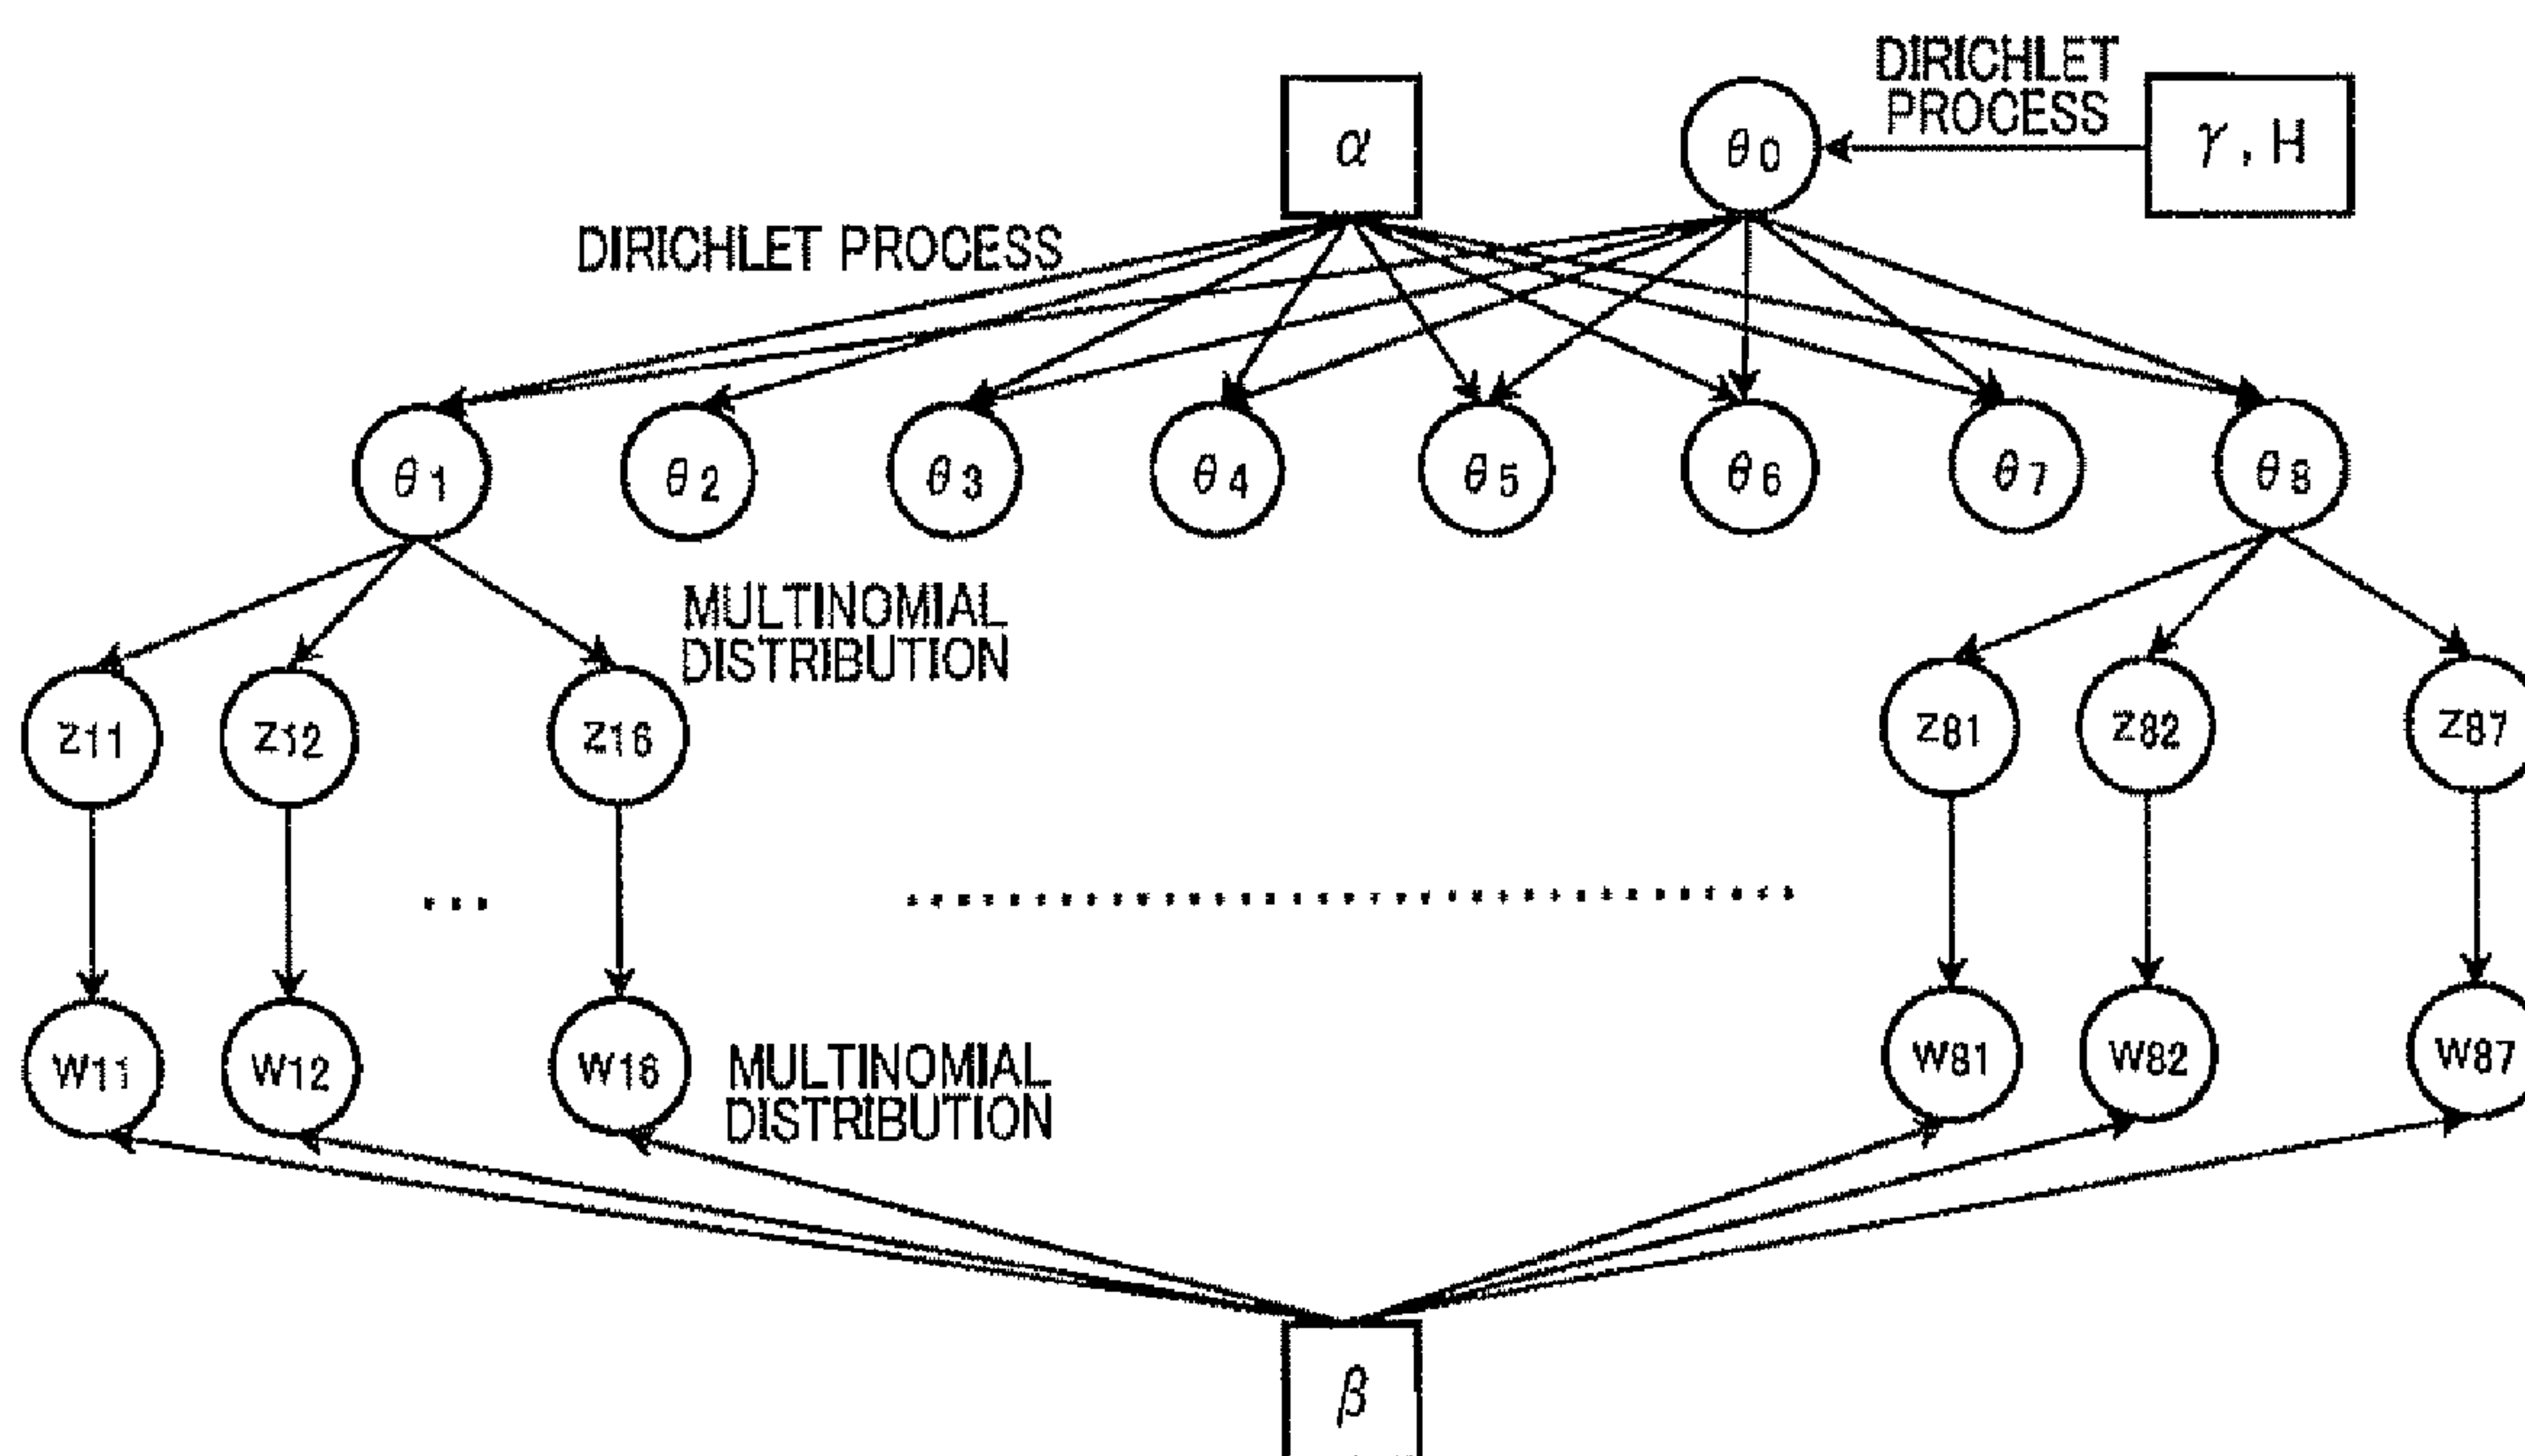 DIRICHLET
PROCESS
α
θ0
γ, H
DIRICHLET PROCESS
θ1
θ2
θ3
θ4
θ5
θ6
θ7
θ8
MULTINOMIAL
DISTRIBUTION
z11
z12
z16
z81
z82
z87
...
w11
w12
w16
w81
w82
w87
MULTINOMIAL
DISTRIBUTION
β